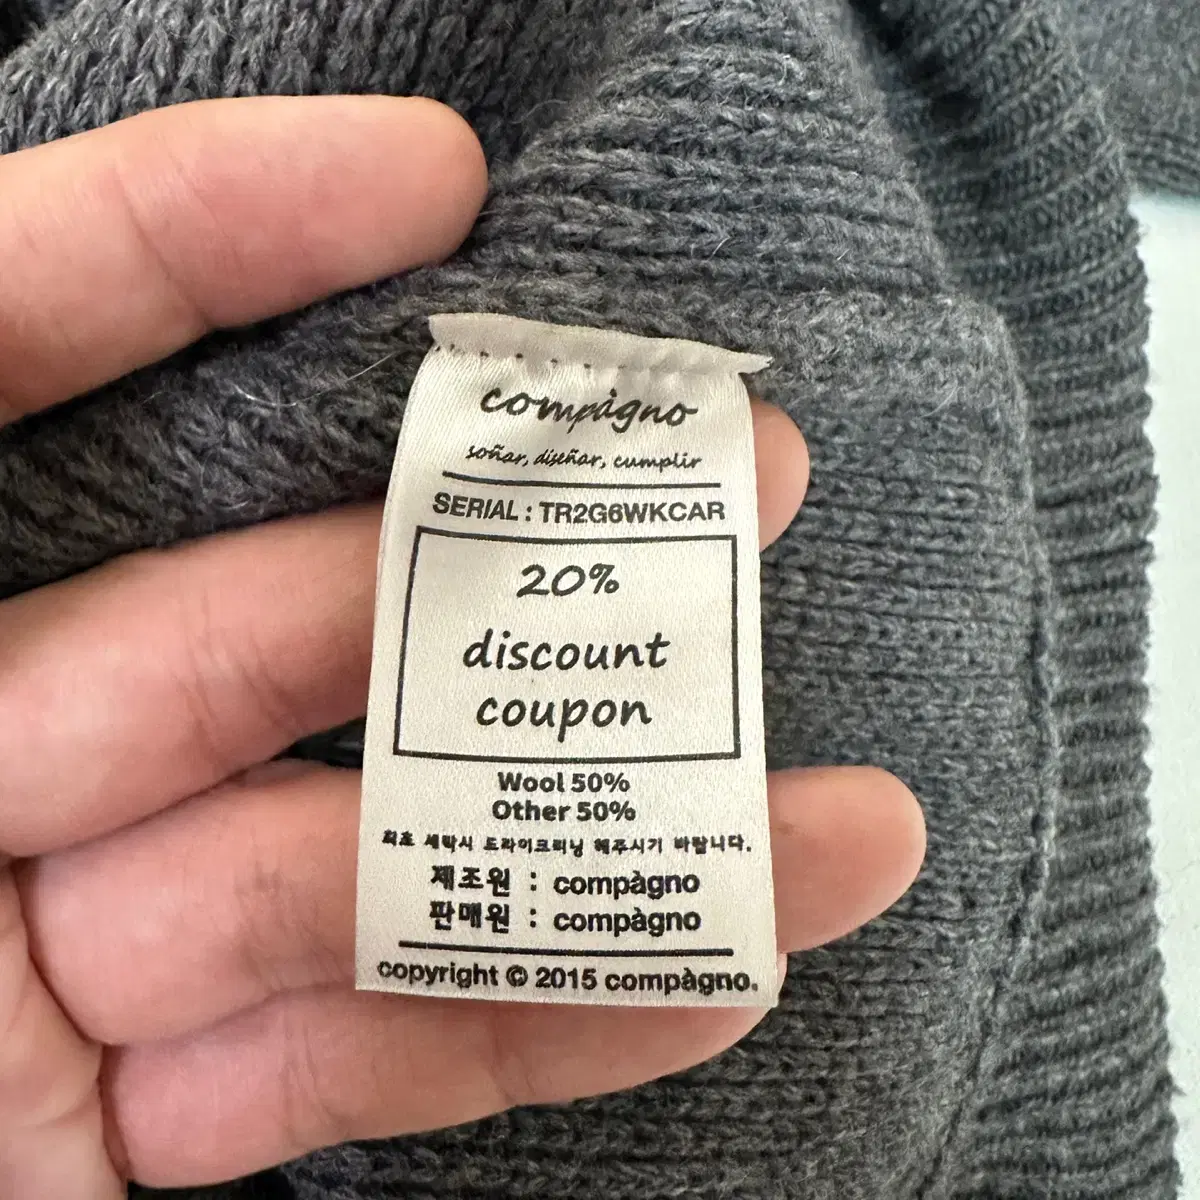 compàgno
soñar, diseñar, cumplir
SERIAL : TR2G6WKCAR
20%
discount
coupon
Wool 50%
Other 50%
최초 세탁시 드라이크리닝 해주시기 바랍니다.
제조원 : compàgno
판매원 : compàgno
copyright © 2015 compàgno.